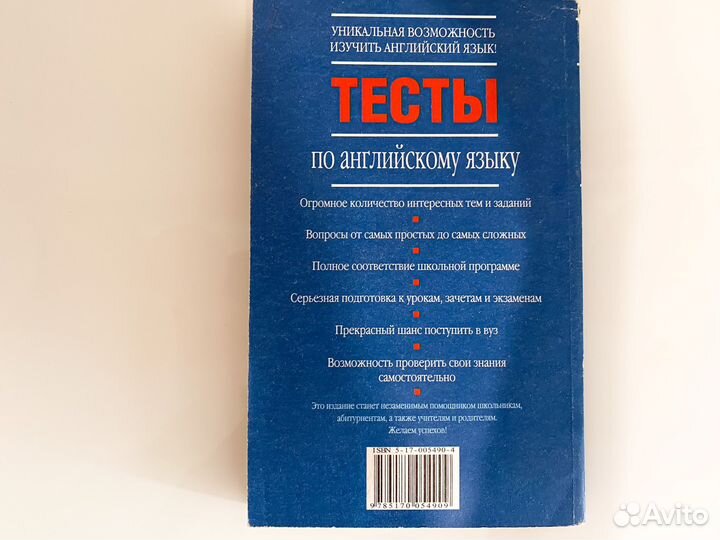 УНИКАЛЬНАЯ ВОЗМОЖНОСТЬ
ИЗУЧИТЬ АНГЛИЙСКИЙ ЯЗЫК!
ТЕСТЫ
ПО АНГЛИЙСКОМУ ЯЗЫКУ
Огромное количество интересных тем и заданий
Вопросы от самых простых до самых сложных
Полное соответствие школьной программе
Серьезная подготовка к урокам, зачетам и экзаменам
Прекрасный шанс поступить в вуз
Возможность проверить свои знания
самостоятельно
Это издание станет незаменимым помощником школьникам,
абитуриентам, а также учителям и родителям.
Желаем успехов!
ISBN 5-17-005490-4
9785170054909
Avito